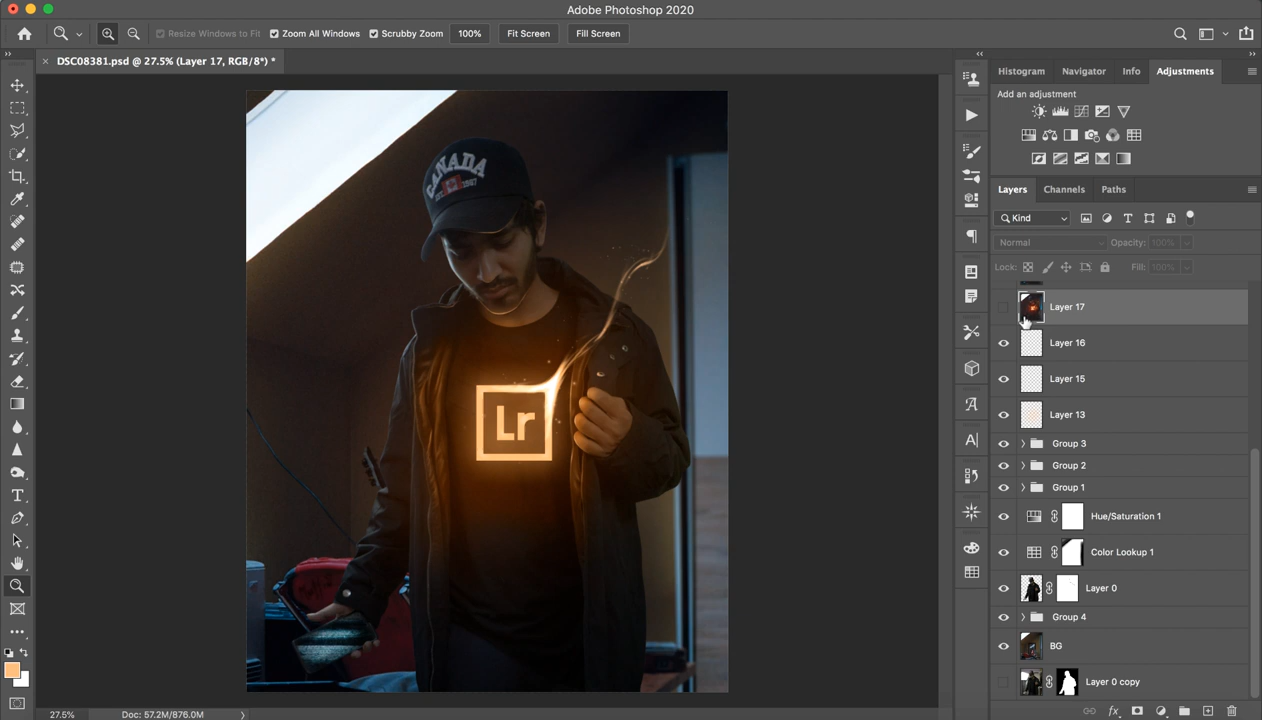 Adobe Photoshop 2020
Resize Windows to Fit
Zoom All Windows
Scrubby Zoom
100%
Fit Screen
Fill Screen
DSC08381.psd @ 27.5% (Layer 17, RGB/8*) *
Histogram
Navigator
Info
Adjustments
Add an adjustment
Layers
Channels
Paths
Kind
Normal
Opacity: 100%
Lock:
Fill: 100%
Layer 17
Layer 16
Layer 15
Layer 13
Group 3
Group 2
Group 1
Hue/Saturation 1
Color Lookup 1
Layer 0
Group 4
BG
Layer 0 copy
CANADA
1867
Lr
27.5%
Doc: 57.2M/876.0M